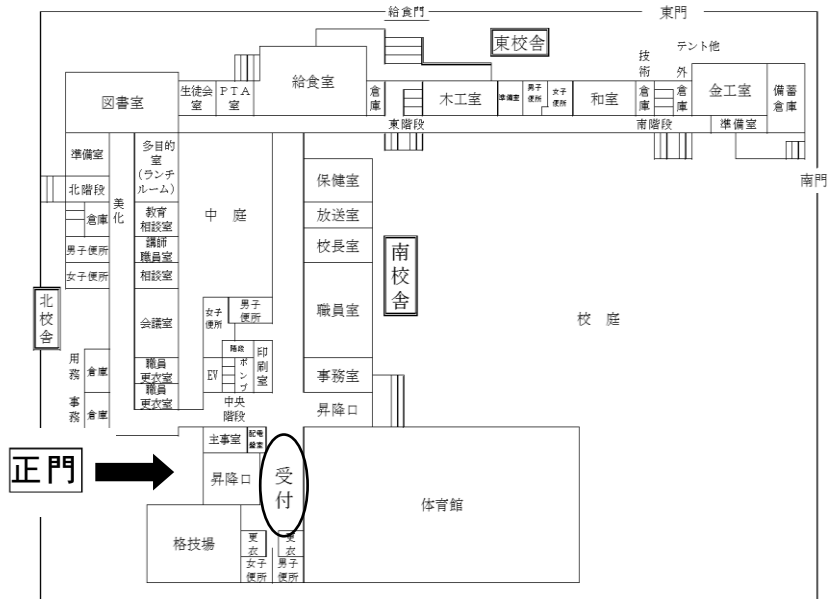 給食門
東門
東校舎
技術
テント他
外
図書室
生徒会
室
PTA
室
給食室
倉庫
木工室
準備室
男子
便所
女子
便所
和室
倉庫
倉庫
金工室
備蓄
倉庫
東階段
南階段
準備室
南門
準備室
多目的
室
(ランチ
ルーム)
保健室
北階段
美化
倉庫
教育
相談室
中庭
放送室
男子便所
講師
職員室
校長室
南校舎
女子便所
相談室
北校舎
会議室
女子
便所
男子
便所
職員室
校庭
用務
倉庫
職員
更衣室
EV
階段
ポンプ
印刷室
事務室
事務
倉庫
職員
更衣室
中央
階段
昇降口
正門
主事室
配電
盤室
昇降口
受付
体育館
格技場
更衣
更衣
女子
便所
男子
便所